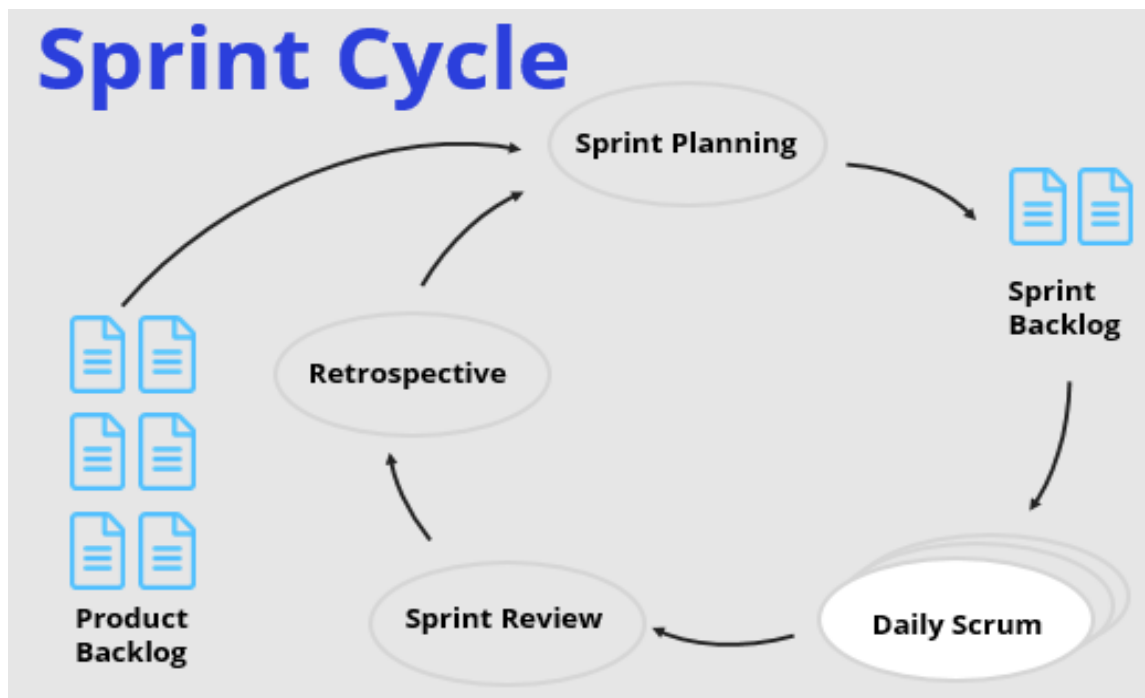 Sprint Cycle
Sprint Planning
Sprint
Backlog
Retrospective
Product
Backlog
Sprint Review
Daily Scrum